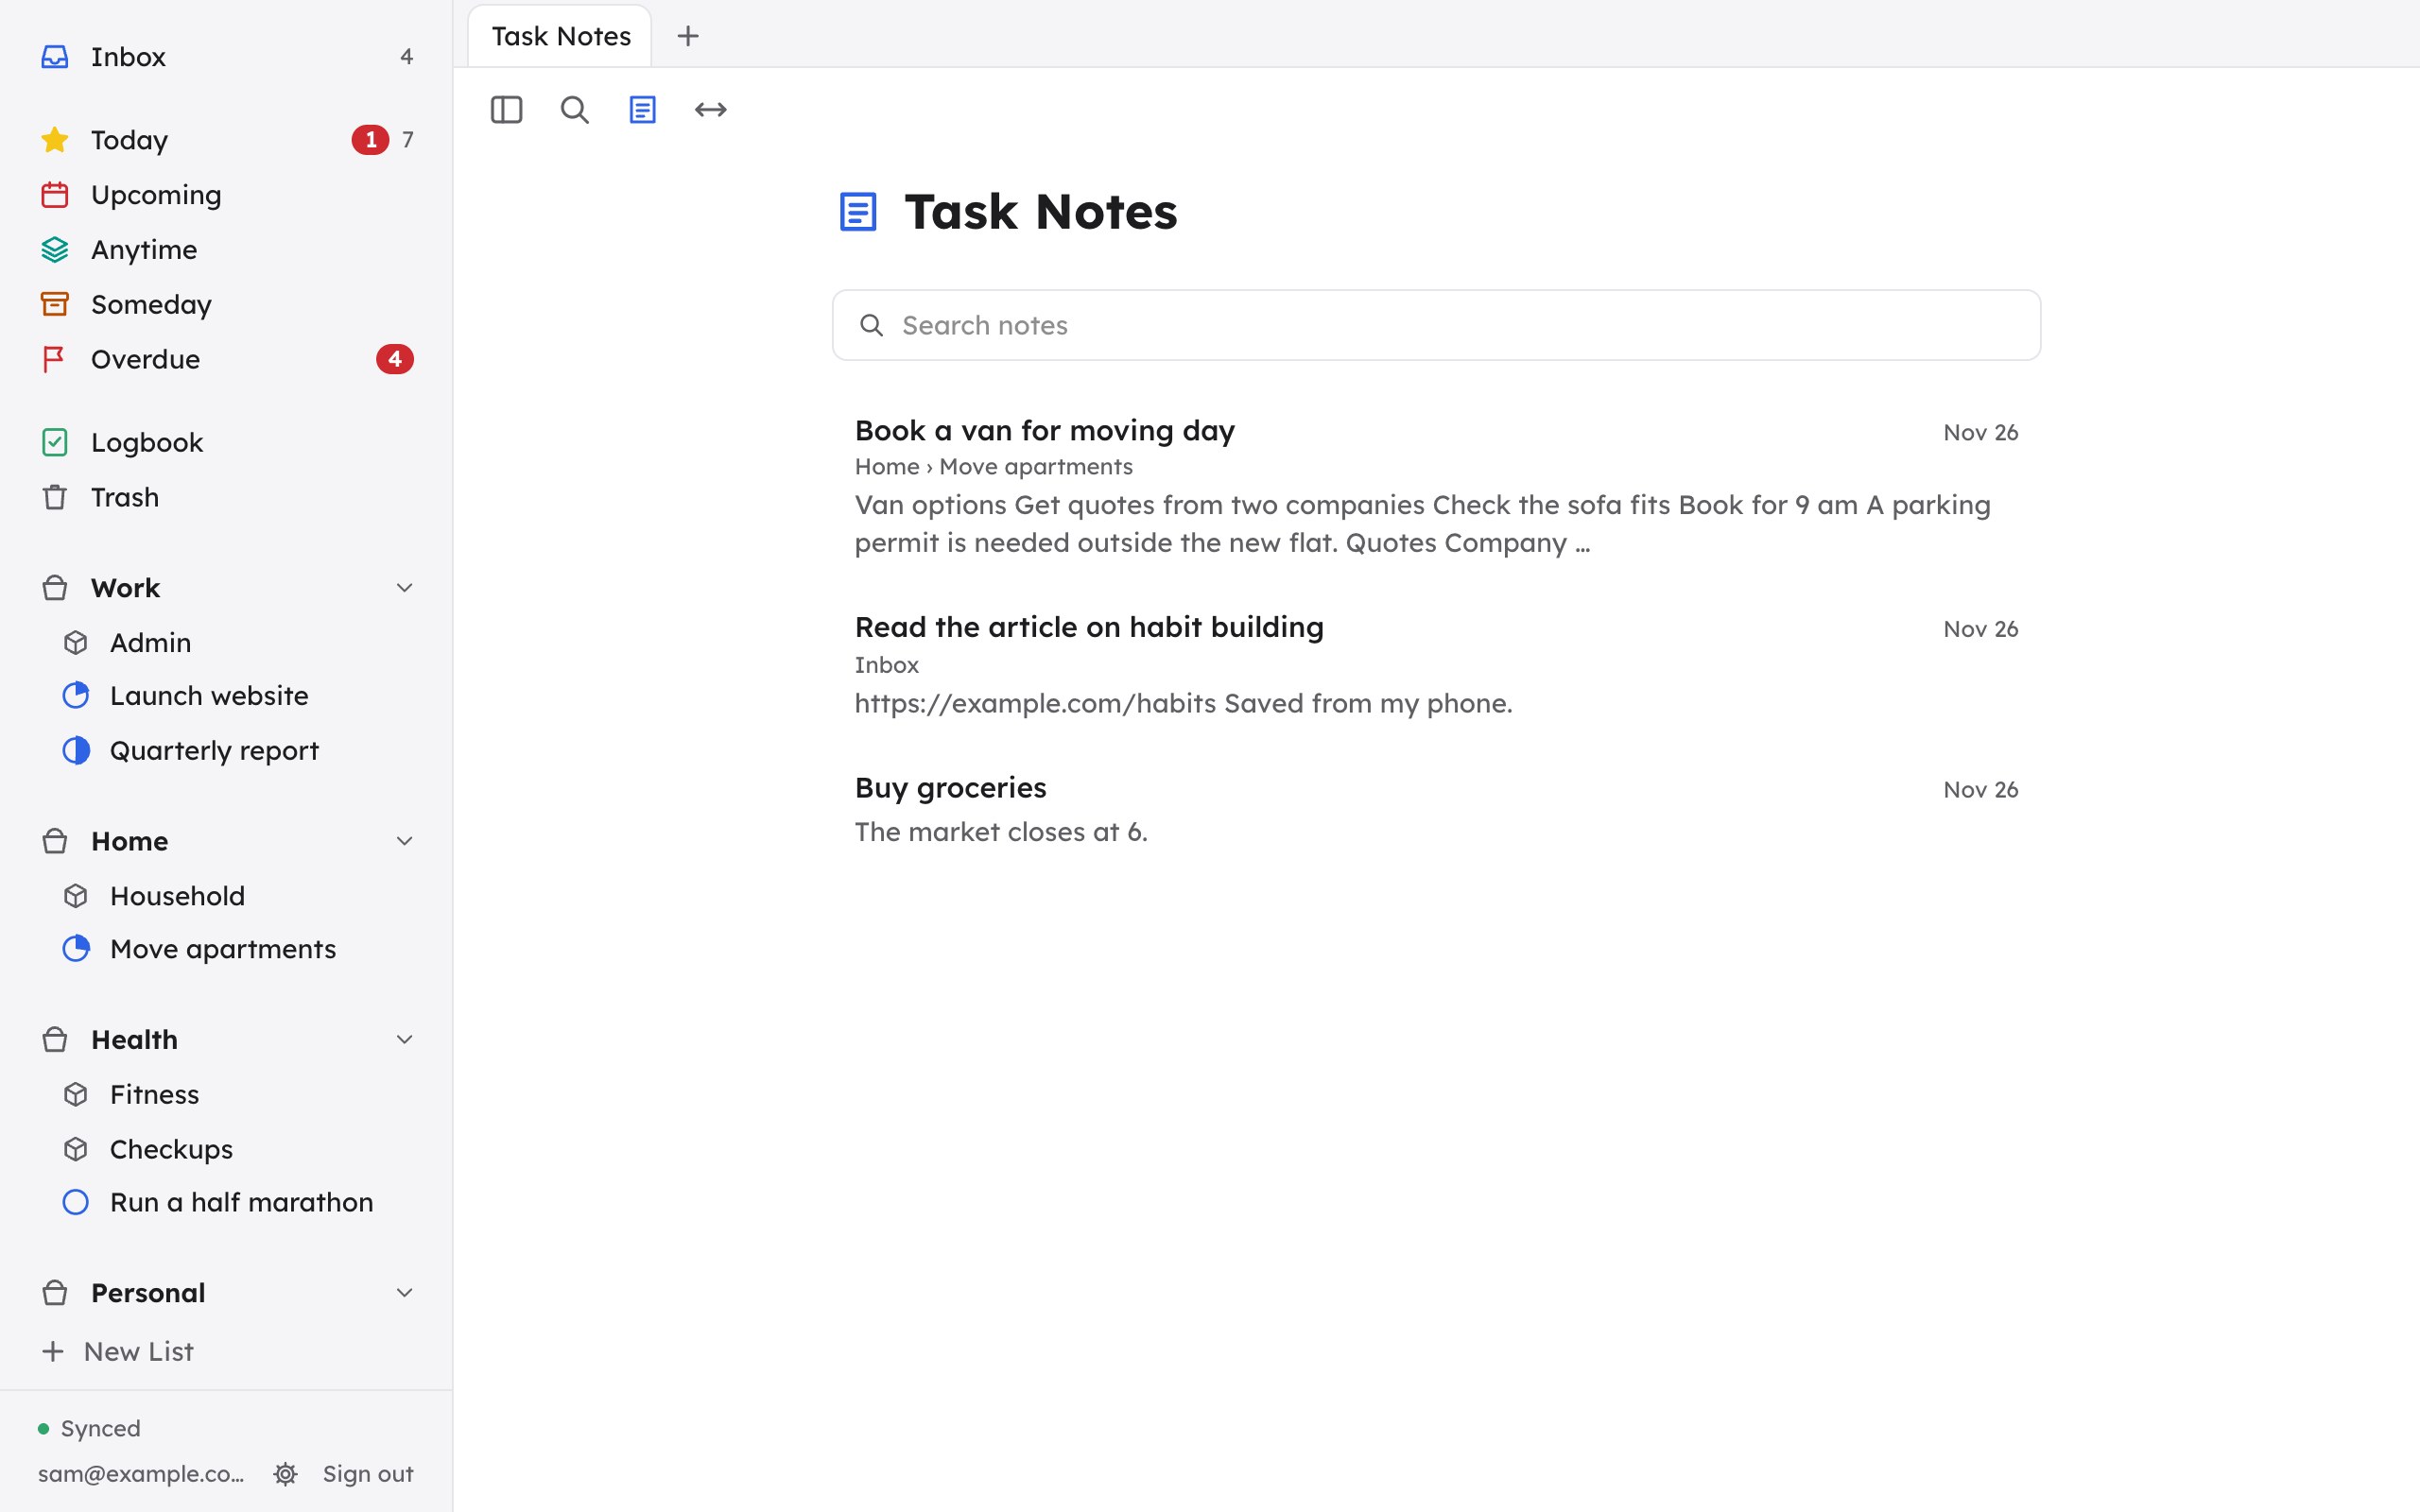 Inbox 4
Today 1 7
Upcoming
Anytime
Someday
Overdue 4
Logbook
Trash
Work
Admin
Launch website
Quarterly report
Home
Household
Move apartments
Health
Fitness
Checkups
Run a half marathon
Personal
New List
Synced
sam@example.co… Sign out
Task Notes
Task Notes
Search notes
Book a van for moving day Nov 26
Home › Move apartments
Van options Get quotes from two companies Check the sofa fits Book for 9 am A parking
permit is needed outside the new flat. Quotes Company …
Read the article on habit building Nov 26
Inbox
https://example.com/habits Saved from my phone.
Buy groceries Nov 26
The market closes at 6.